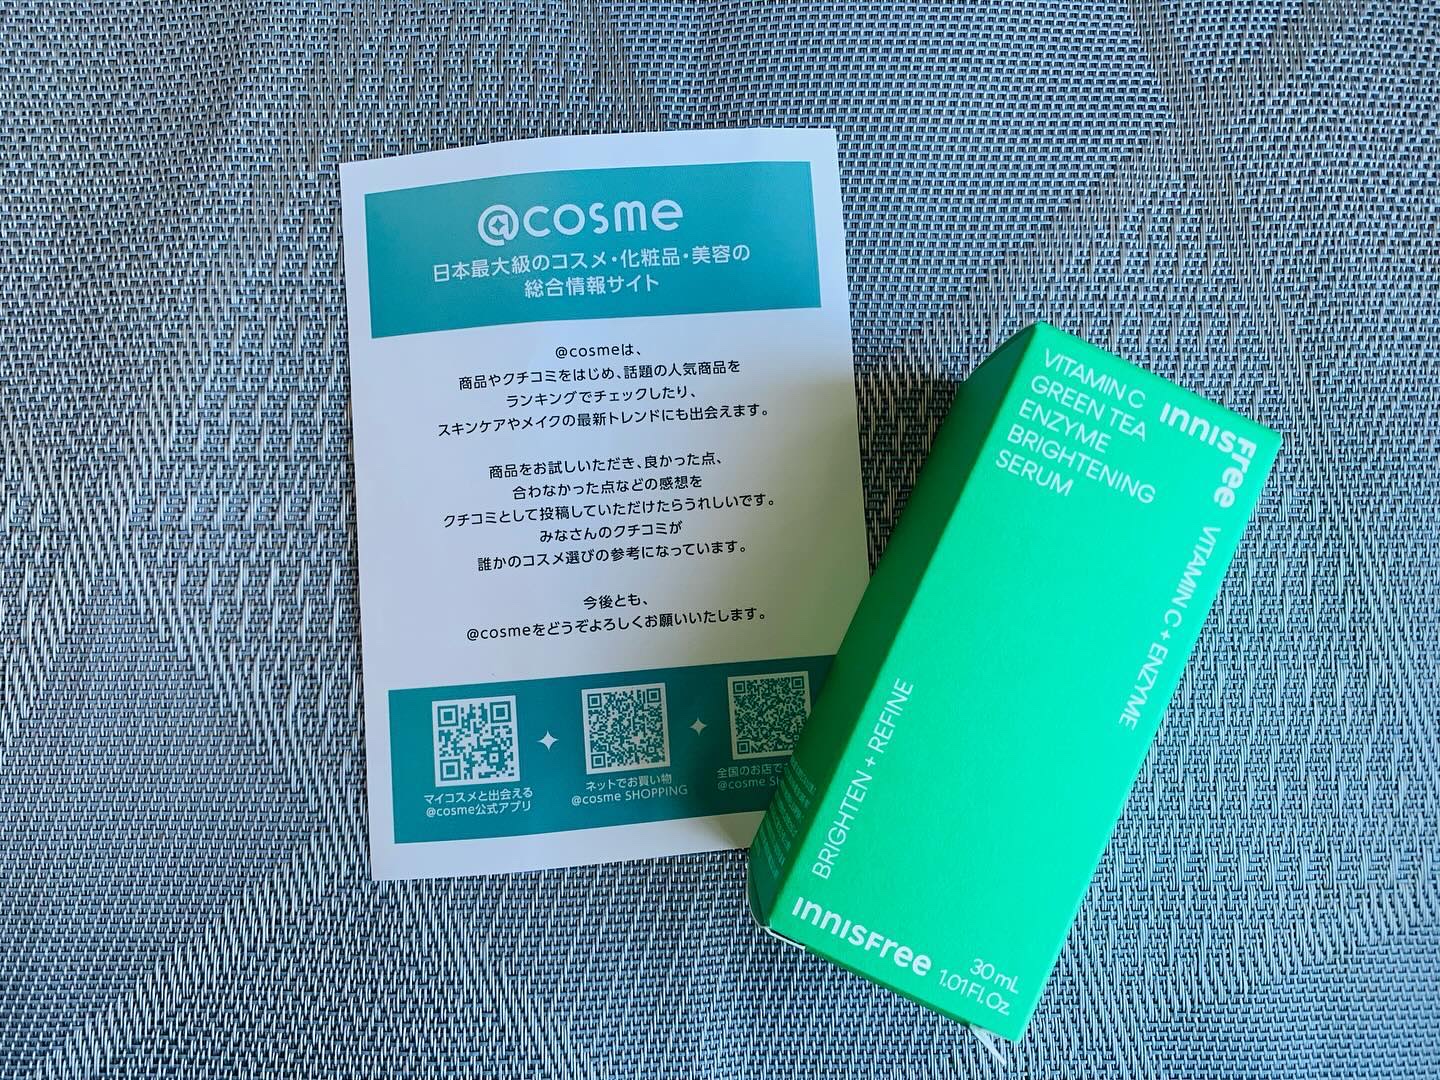 @cosme
日本最大級のコスメ・化粧品・美容の
総合情報サイト
@cosmeは、
商品やクチコミをはじめ、話題の人気商品を
ランキングでチェックしたり、
スキンケアやメイクの最新トレンドにも出会えます。
商品をお試しいただき、良かった点、
合わなかった点などの感想を
クチコミとして投稿していただけたらうれしいです。
みなさんのクチコミが
誰かのコスメ選びの参考になっています。
今後とも、
@cosmeをどうぞよろしくお願いいたします。
マイコスメと出会える
@cosme公式アプリ
ネットでお買い物
@cosme SHOPPING
全国のお店で
@cosme
VITAMIN C
GREEN TEA
ENZYME
BRIGHTENING
SERUM
innisfree
VITAMIN C + ENZYME
BRIGHTEN + REFINE
innisfree
30 mL
1.01 Fl. Oz